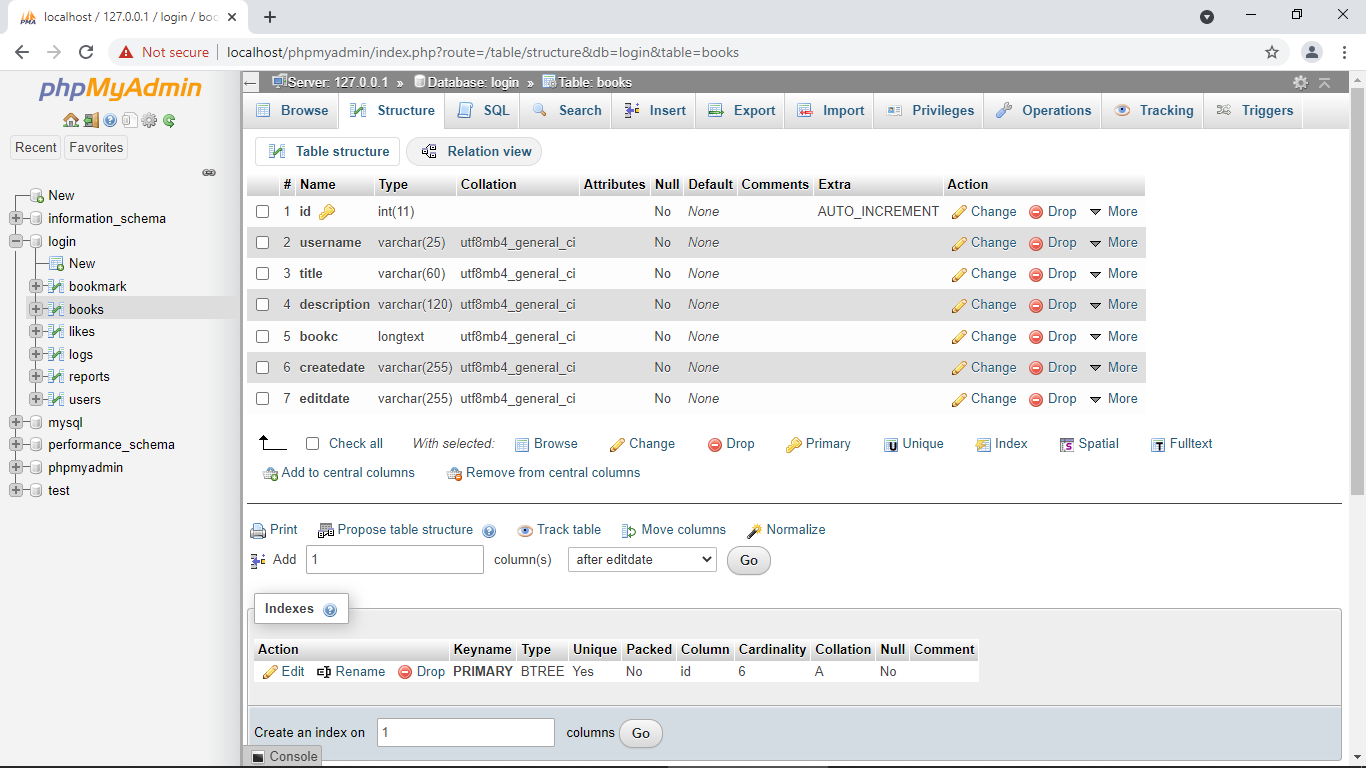 localhost / 127.0.0.1 / login / boo
Not secure | localhost/phpmyadmin/index.php?route=/table/structure&db=login&table=books
phpMyAdmin
Recent Favorites
New
information_schema
login
New
bookmark
books
likes
logs
reports
users
mysql
performance_schema
phpmyadmin
test
Server: 127.0.0.1 » Database: login » Table: books
Browse Structure SQL Search Insert Export Import Privileges Operations Tracking Triggers
Table structure Relation view
# Name Type Collation Attributes Null Default Comments Extra Action
1 id int(11) No None AUTO_INCREMENT Change Drop More
2 username varchar(25) utf8mb4_general_ci No None Change Drop More
3 title varchar(60) utf8mb4_general_ci No None Change Drop More
4 description varchar(120) utf8mb4_general_ci No None Change Drop More
5 bookc longtext utf8mb4_general_ci No None Change Drop More
6 createdate varchar(255) utf8mb4_general_ci No None Change Drop More
7 editdate varchar(255) utf8mb4_general_ci No None Change Drop More
Check all With selected: Browse Change Drop Primary Unique Index Spatial Fulltext
Add to central columns Remove from central columns
Print Propose table structure Track table Move columns Normalize
Add 1 column(s) after editdate Go
Indexes
Action Keyname Type Unique Packed Column Cardinality Collation Null Comment
Edit Rename Drop PRIMARY BTREE Yes No id 6 A No
Create an index on 1 columns Go
Console